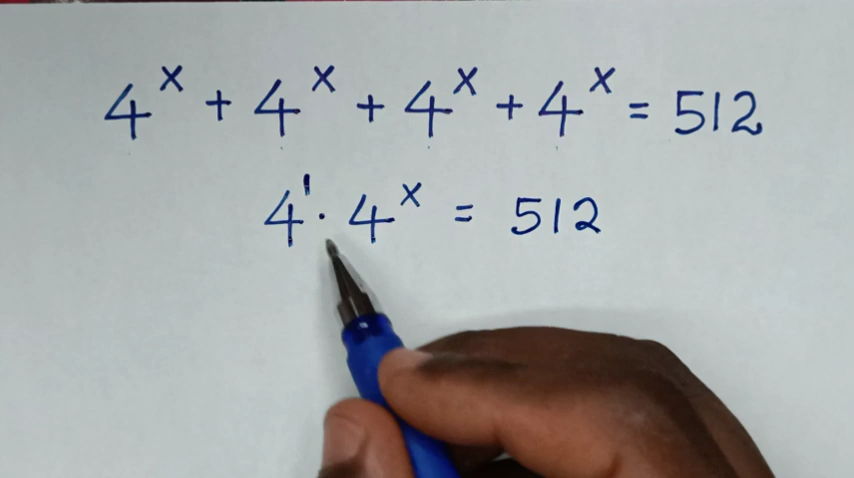 4^x + 4^x + 4^x + 4^x = 512
4^1 · 4^x = 512